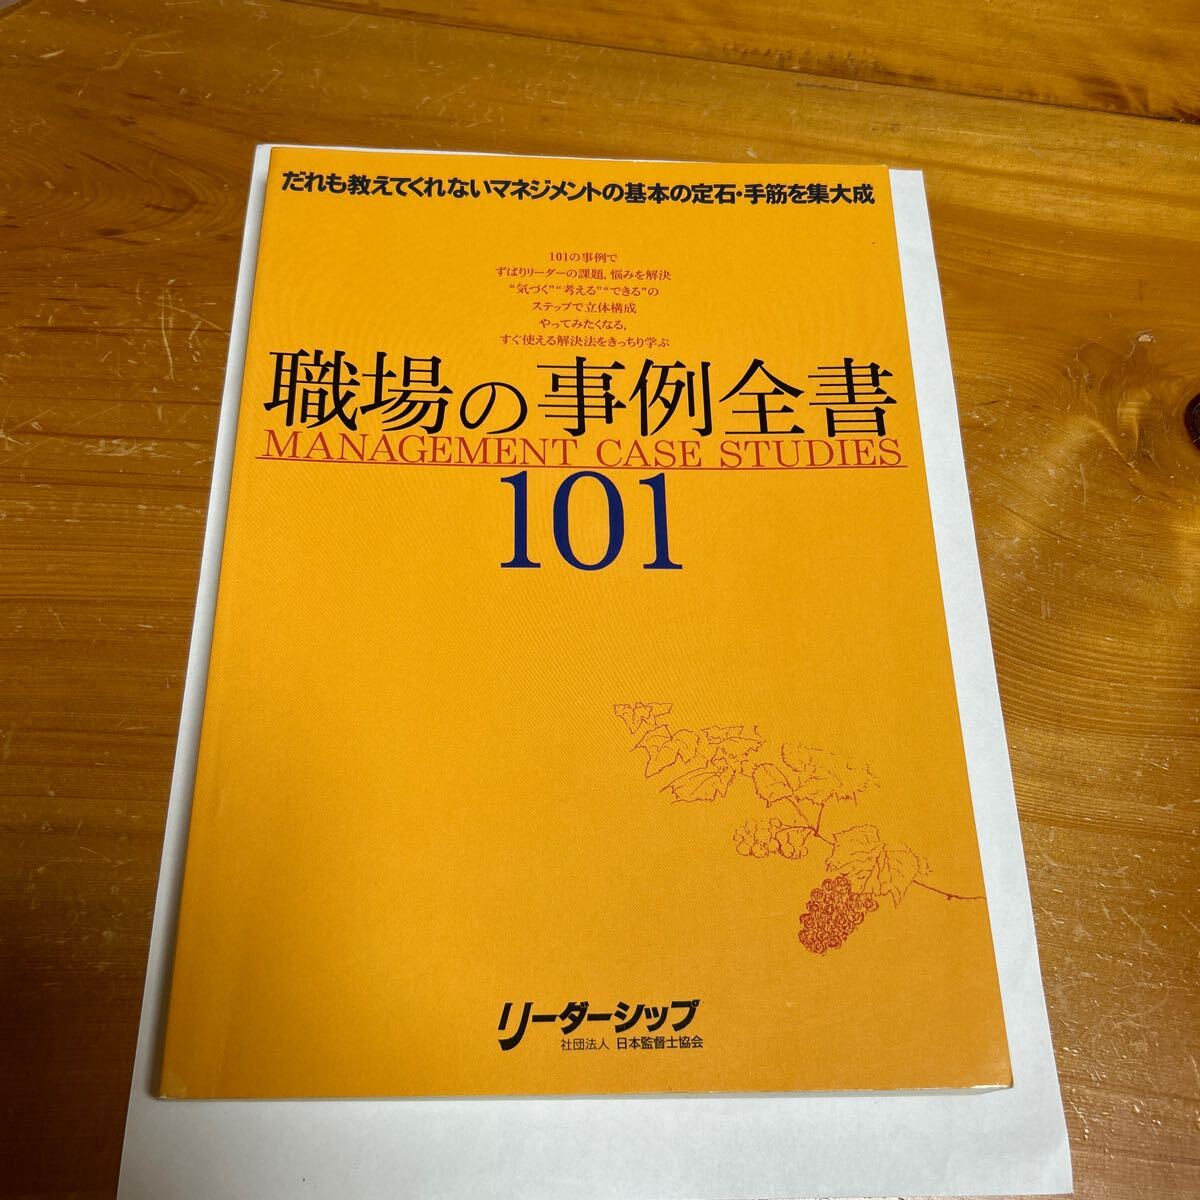 だれも教えてくれないマネジメントの基本の定石・手筋を集大成
101の事例で
ずばりリーダーの課題，悩みを解決
“気づく”“考える”“できる”の
ステップで立体構成
やってみたくなる，
すぐ使える解決法をきっちり学ぶ
職場の事例全書
MANAGEMENT CASE STUDIES
101
リーダーシップ
社団法人 日本監督士協会